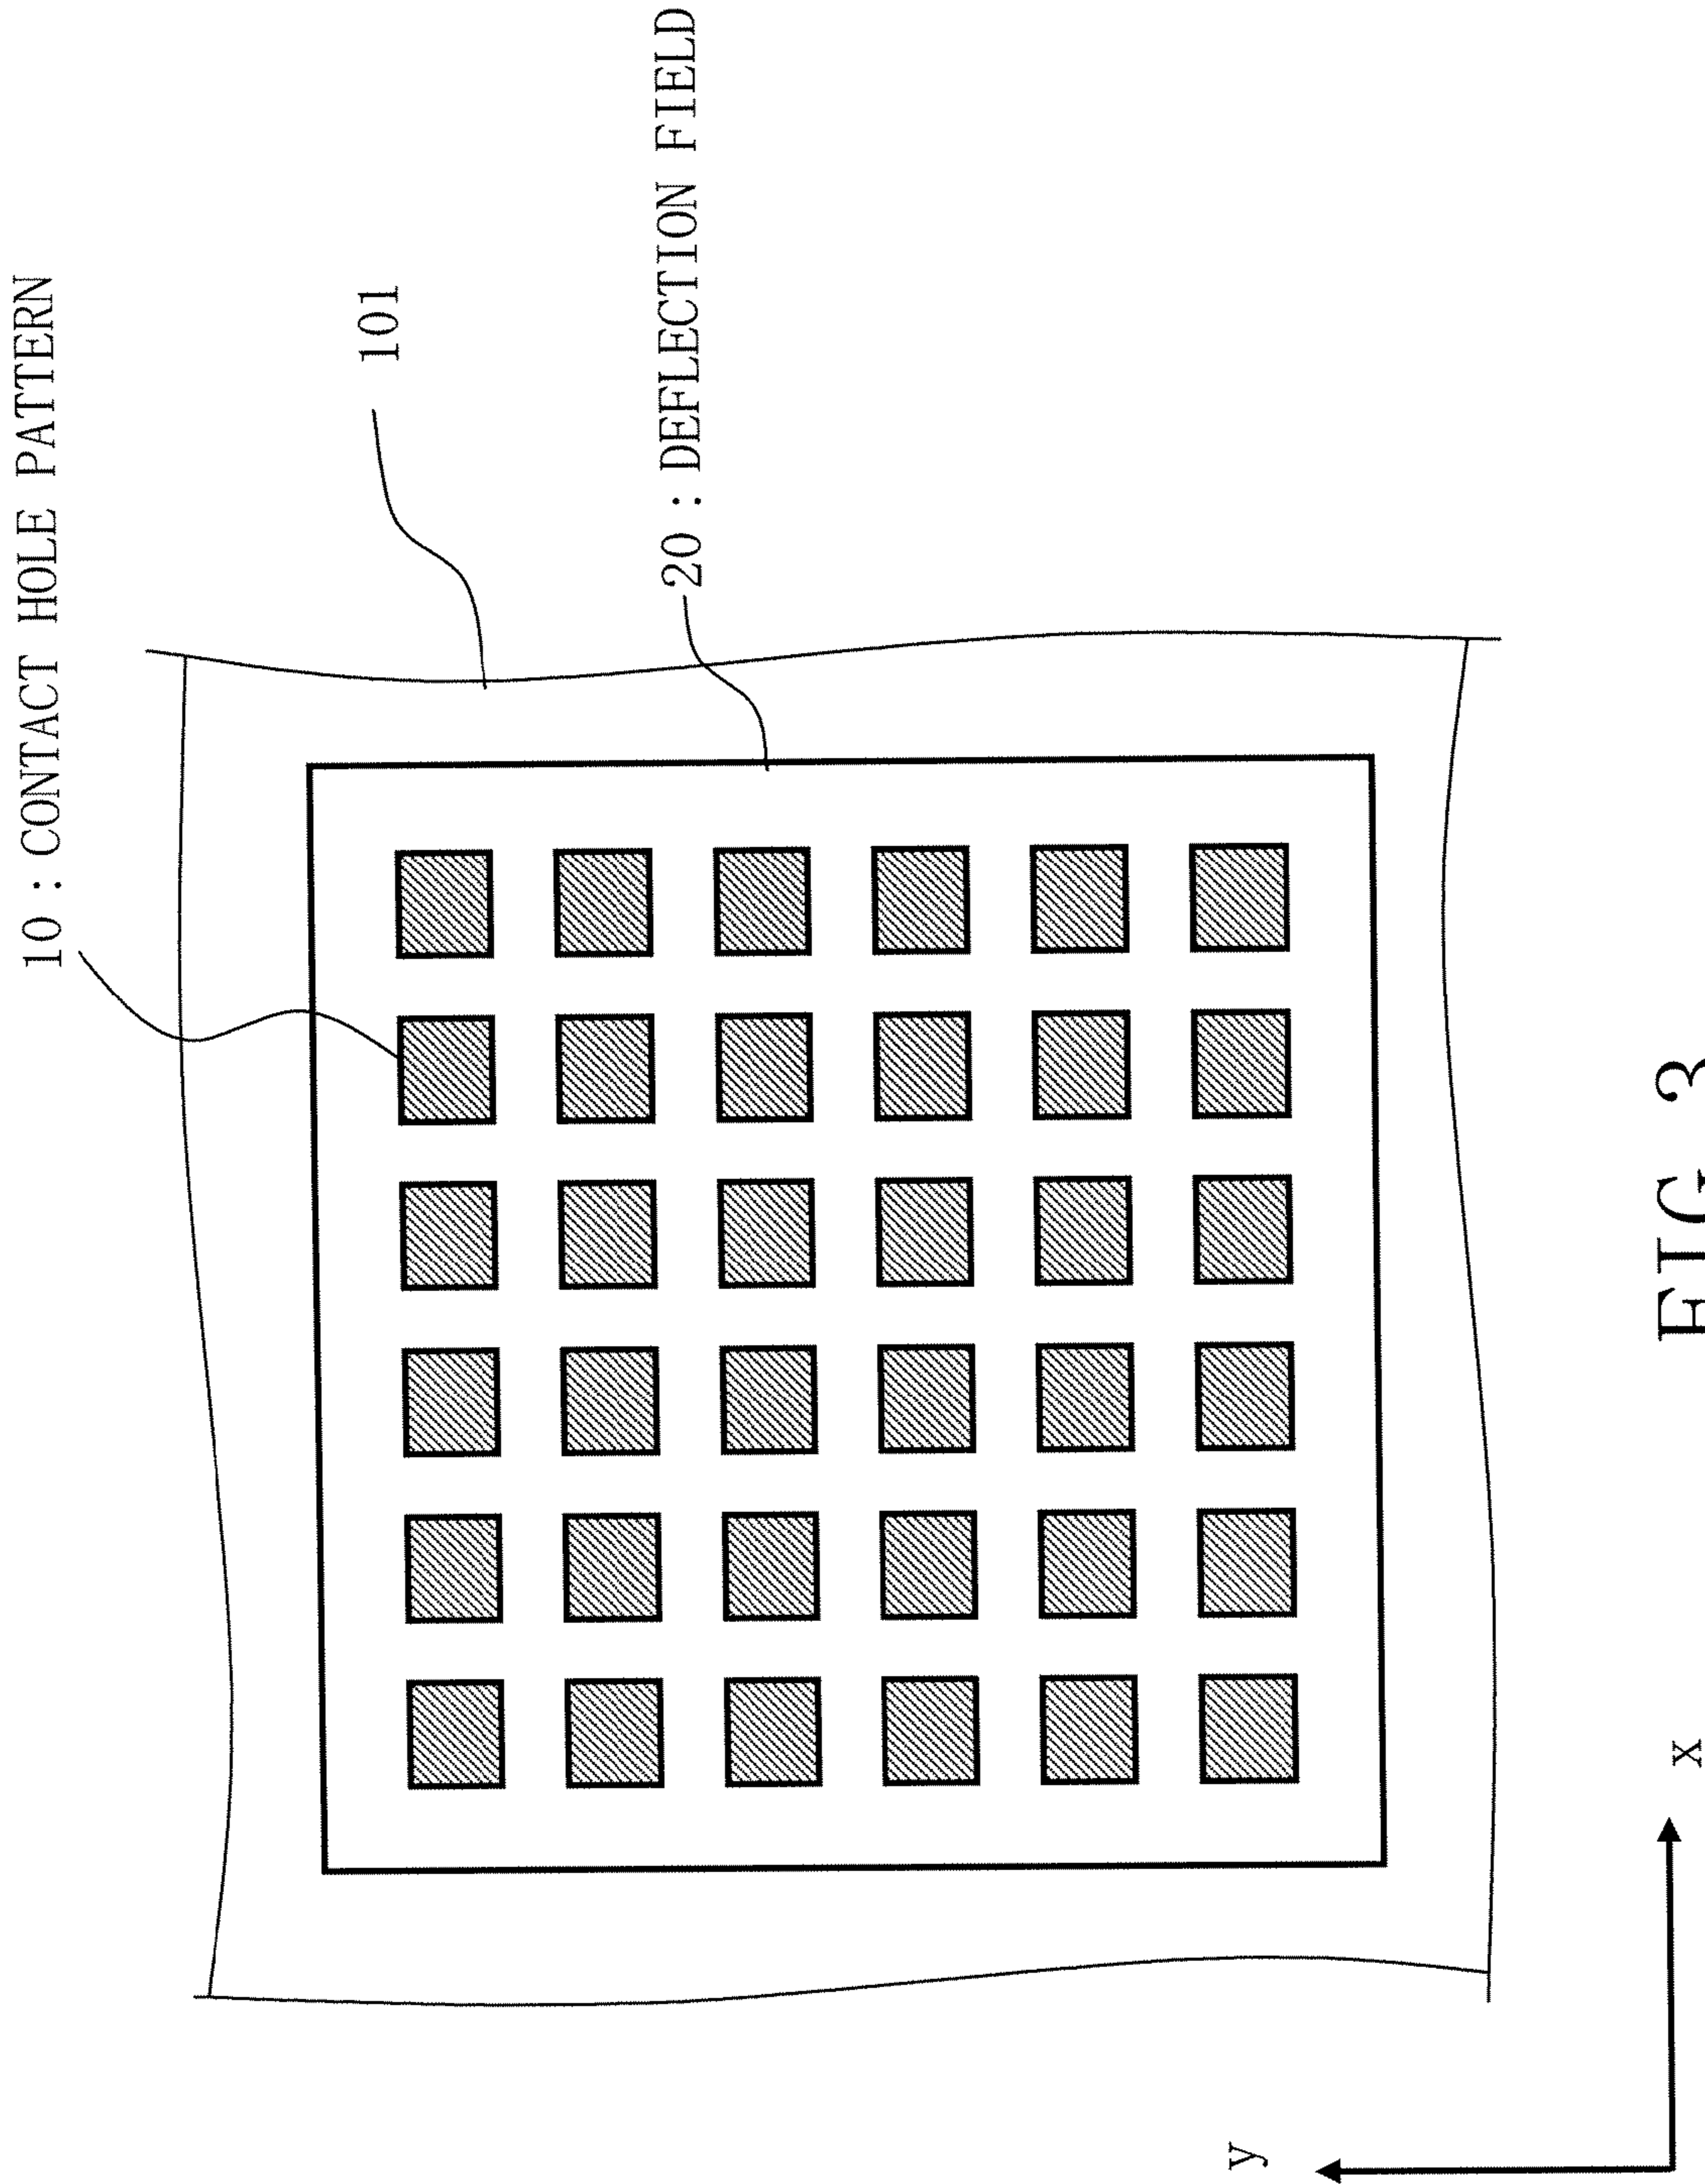 10 : CONTACT HOLE PATTERN
101
20 : DEFLECTION FIELD
y
x
FIG. 3